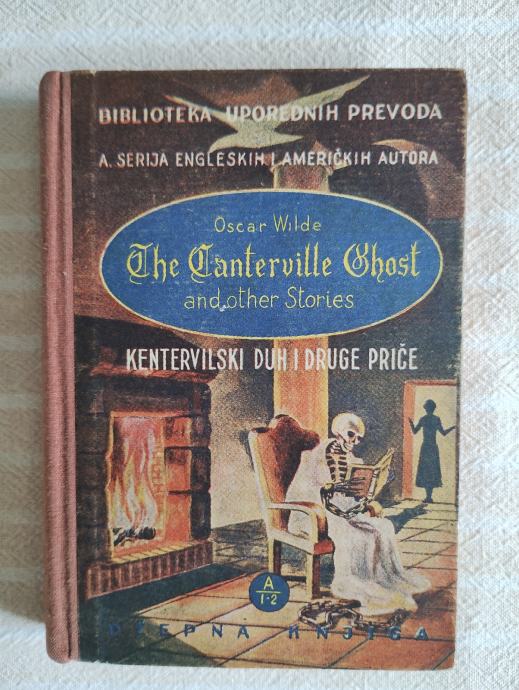 BIBLIOTEKA UPOREDNIH PREVODA
A. SERIJA ENGLESKIH I AMERIČKIH AUTORA
Oscar Wilde
The Canterville Ghost
and other Stories
KENTERVILSKI DUH I DRUGE PRIČE
A
1-2
DŽEPNA KNJIGA